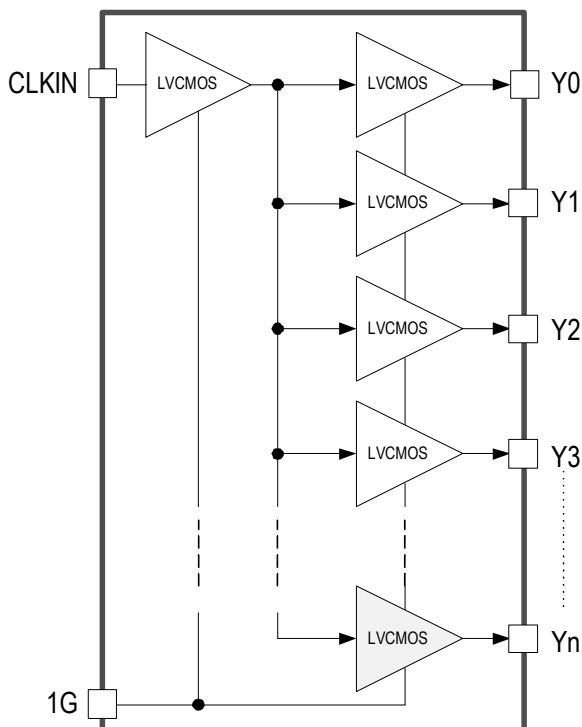 CLKIN
LVCMOS
LVCMOS
Y0
LVCMOS
Y1
LVCMOS
Y2
LVCMOS
Y3
LVCMOS
Yn
1G